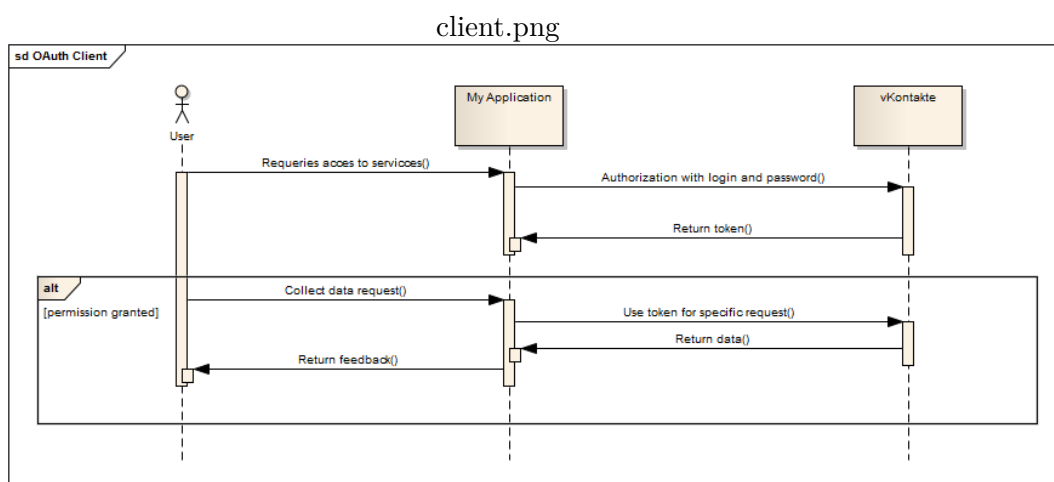 client.png
sd OAuth Client
User
My Application
vKontakte
Requeries acces to servicces()
Authorization with login and password()
Return token()
alt
[permission granted]
Collect data request()
Use token for specific request()
Return data()
Return feedback()